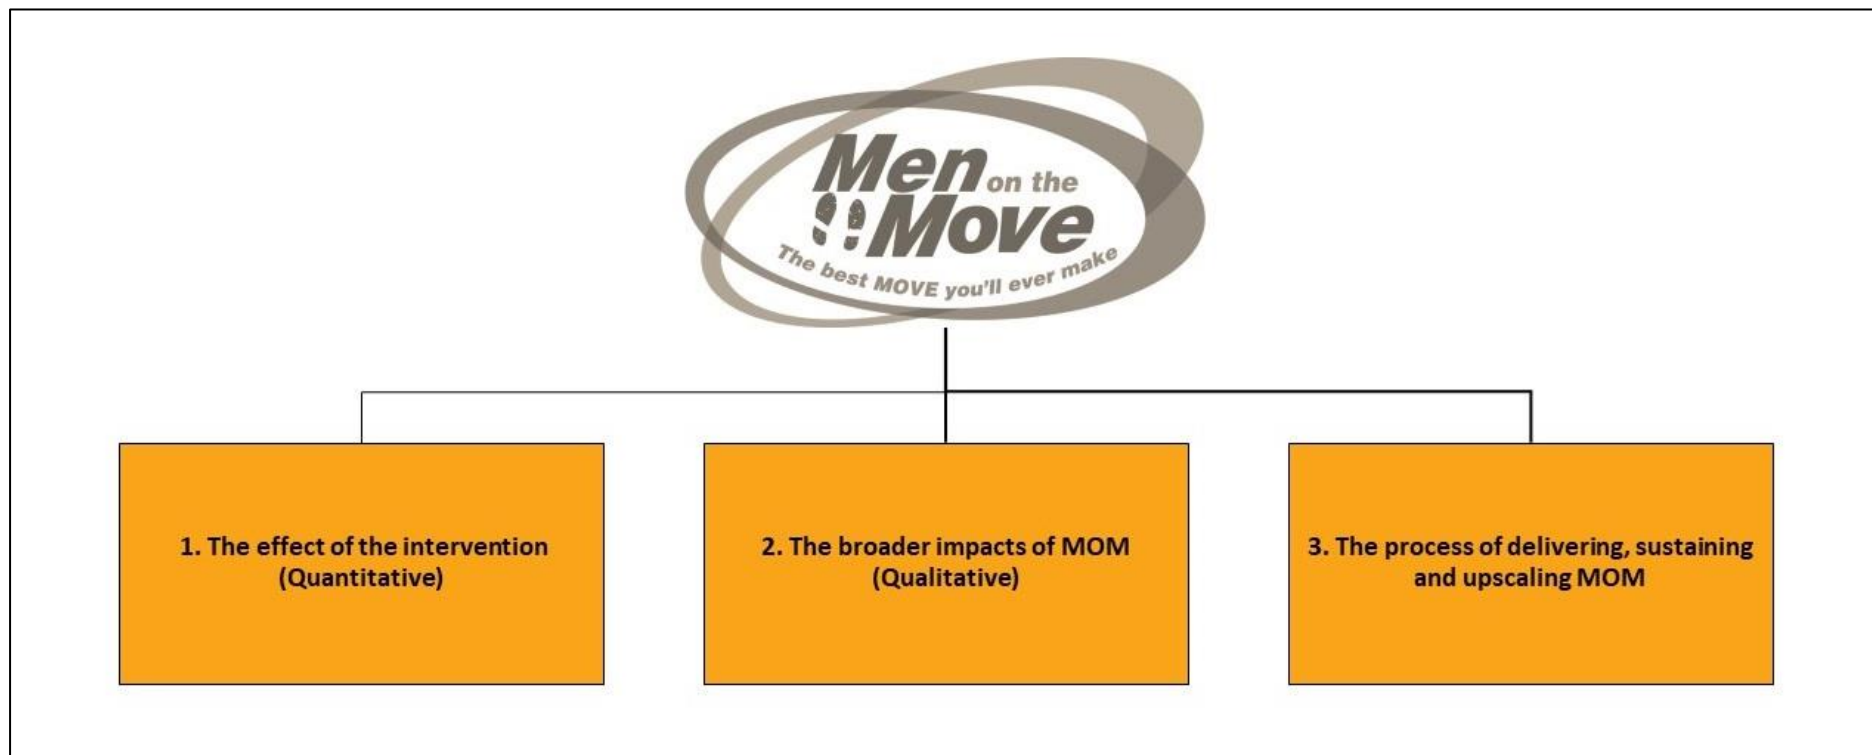 Men on the
Move
The best MOVE you'll ever make
1. The effect of the intervention
(Quantitative)
2. The broader impacts of MOM
(Qualitative)
3. The process of delivering, sustaining
and upscaling MOM